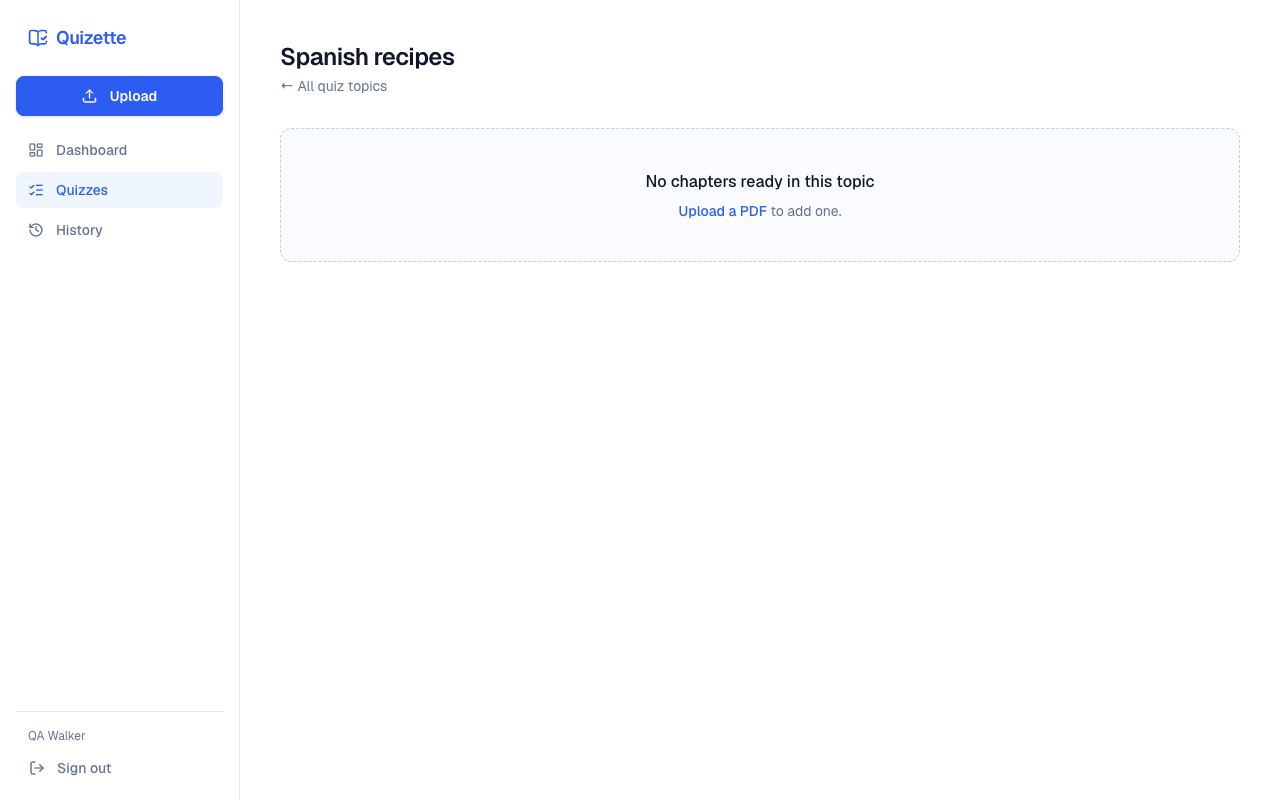 Quizette
Upload
Dashboard
Quizzes
History
QA Walker
Sign out
Spanish recipes
← All quiz topics
No chapters ready in this topic
Upload a PDF to add one.